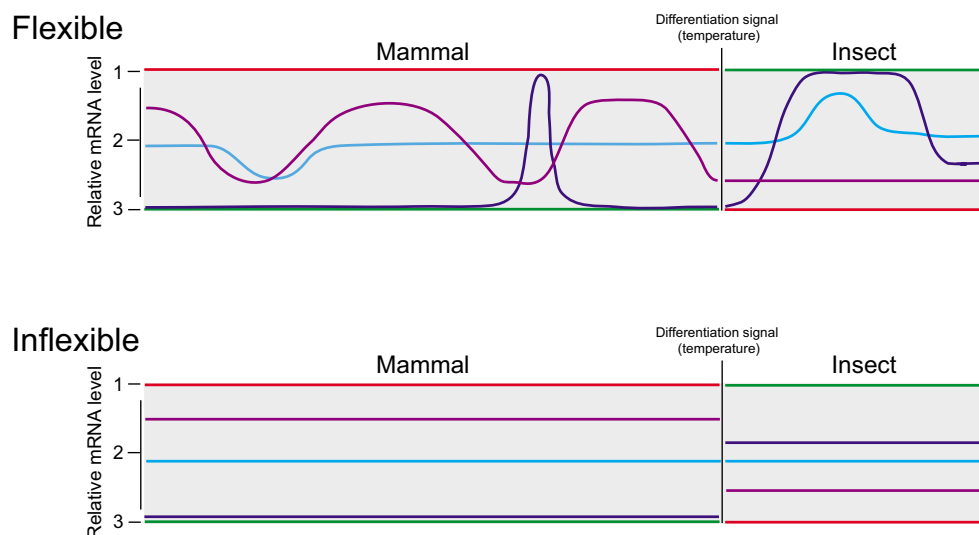 Flexible
Differentiation signal
(temperature)
Mammal
Insect
Relative mRNA level
1
2
3
Inflexible
Differentiation signal
(temperature)
Mammal
Insect
Relative mRNA level
1
2
3